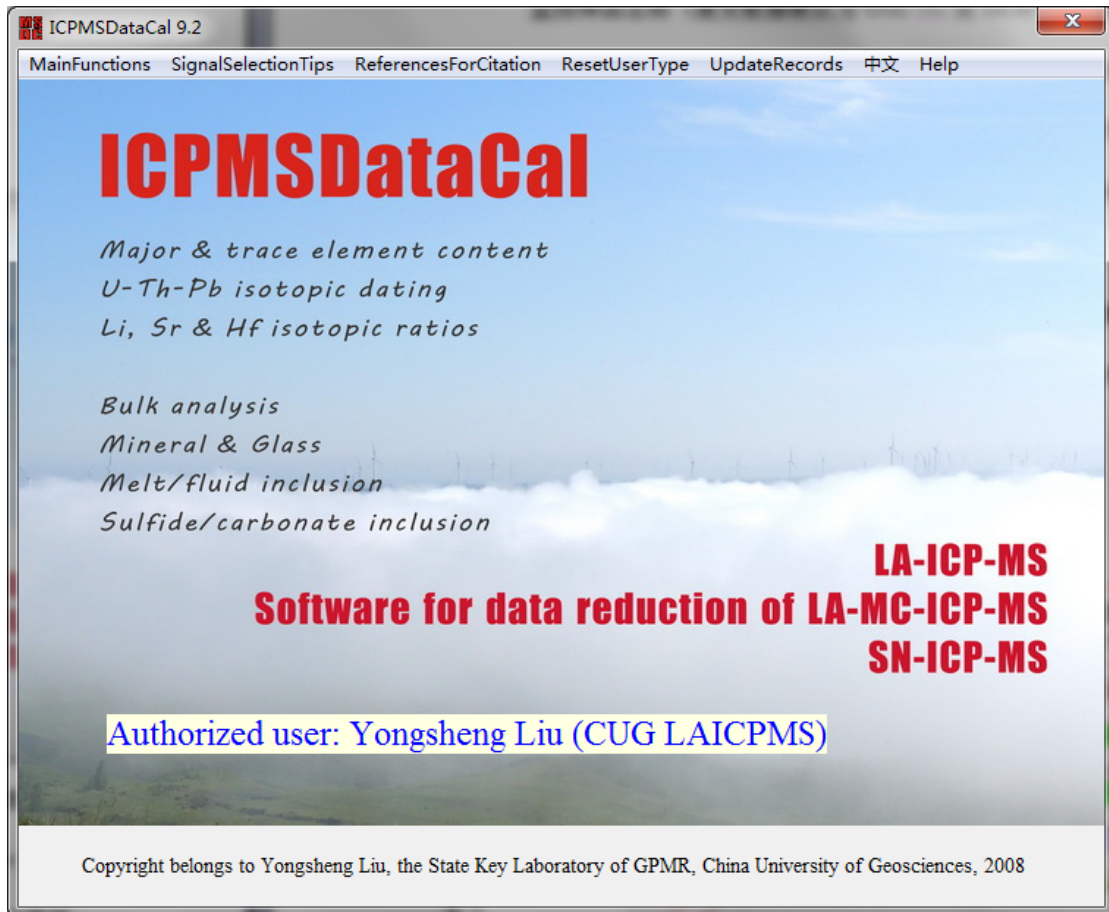 ICPMSDataCal 9.2
MainFunctions SignalSelectionTips ReferencesForCitation ResetUserType UpdateRecords 中文 Help
ICPMSDataCal
Major & trace element content
U-Th-Pb isotopic dating
Li, Sr & Hf isotopic ratios
Bulk analysis
Mineral & Glass
Melt/fluid inclusion
Sulfide/carbonate inclusion
LA-ICP-MS
Software for data reduction of LA-MC-ICP-MS
SN-ICP-MS
Authorized user: Yongsheng Liu (CUG LAICPMS)
Copyright belongs to Yongsheng Liu, the State Key Laboratory of GPMR, China University of Geosciences, 2008